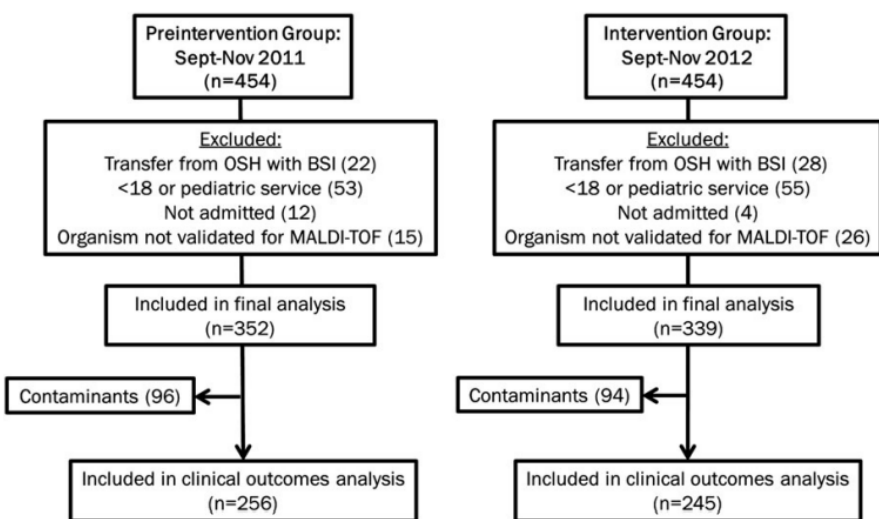 Preintervention Group:
Sept-Nov 2011
(n=454)
Excluded:
Transfer from OSH with BSI (22)
<18 or pediatric service (53)
Not admitted (12)
Organism not validated for MALDI-TOF (15)
Included in final analysis
(n=352)
Contaminants (96)
Included in clinical outcomes analysis
(n=256)
Intervention Group:
Sept-Nov 2012
(n=454)
Excluded:
Transfer from OSH with BSI (28)
<18 or pediatric service (55)
Not admitted (4)
Organism not validated for MALDI-TOF (26)
Included in final analysis
(n=339)
Contaminants (94)
Included in clinical outcomes analysis
(n=245)